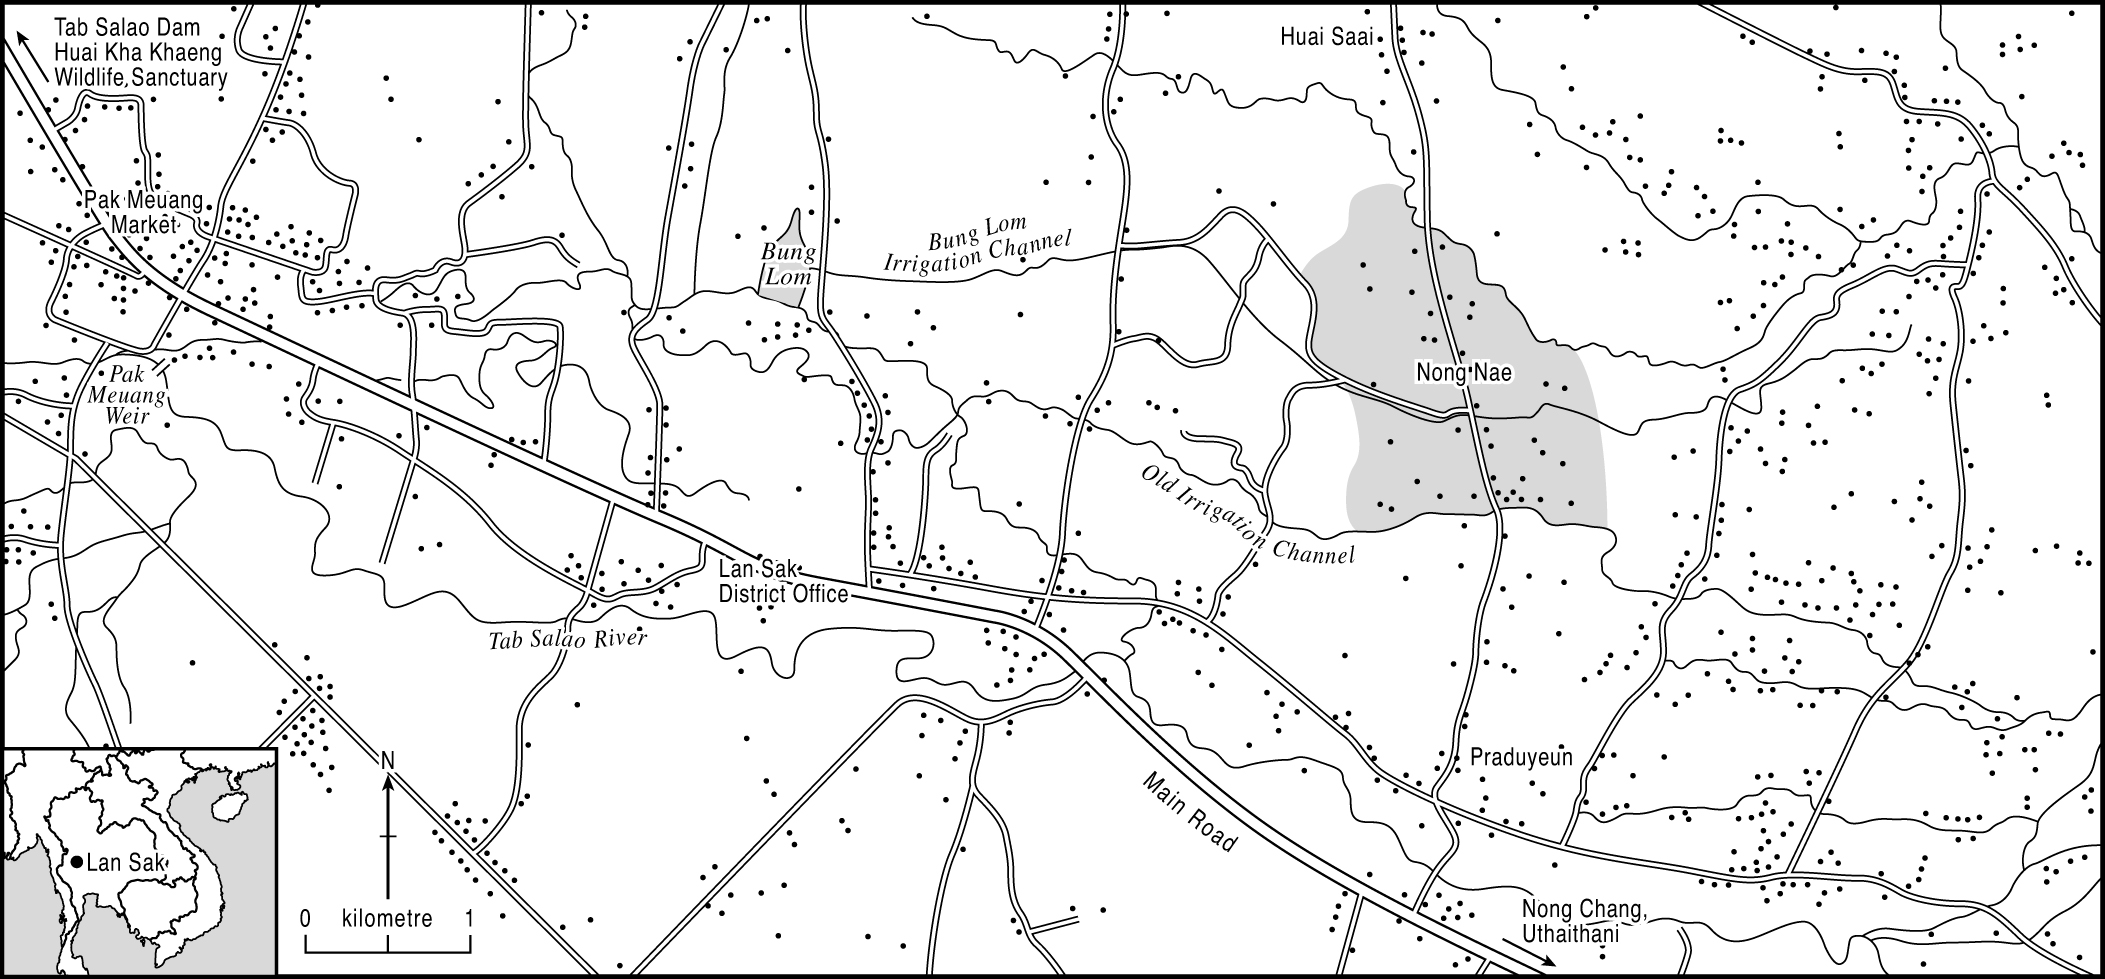 Tab Salao Dam
Huai Kha Khaeng
Wildlife Sanctuary
Huai Saai
Pak Meuang
Market
Bung Lom
Irrigation Channel
Bung
Lom
Pak
Meuang
Weir
Nong Nae
Old Irrigation Channel
Lan Sak
District Office
Tab Salao River
Praduyeun
Main Road
N
Lan Sak
0 kilometre 1
Nong Chang,
Uthaithani